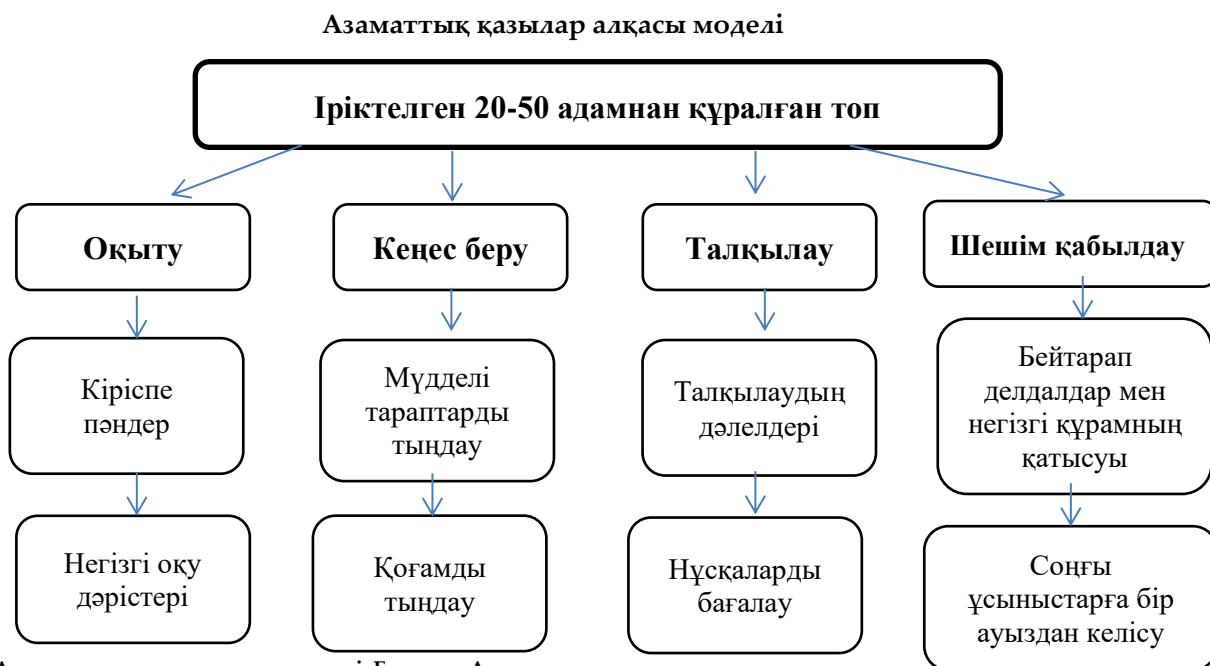 Азаматтық қазылар алқасы моделі
Іріктелген 20-50 адамнан құралған топ
Оқыту
Кеңес беру
Талқылау
Шешім қабылдау
Кіріспе
пәндер
Мүдделі
тараптарды
тыңдау
Талқылаудың
дәлелдері
Бейтарап
делдалдар мен
негізгі құрамның
қатысуы
Негізгі оқу
дәрістері
Қоғамды
тыңдау
Нұсқаларды
бағалау
Соңғы
ұсыныстарға бір
ауыздан келісу